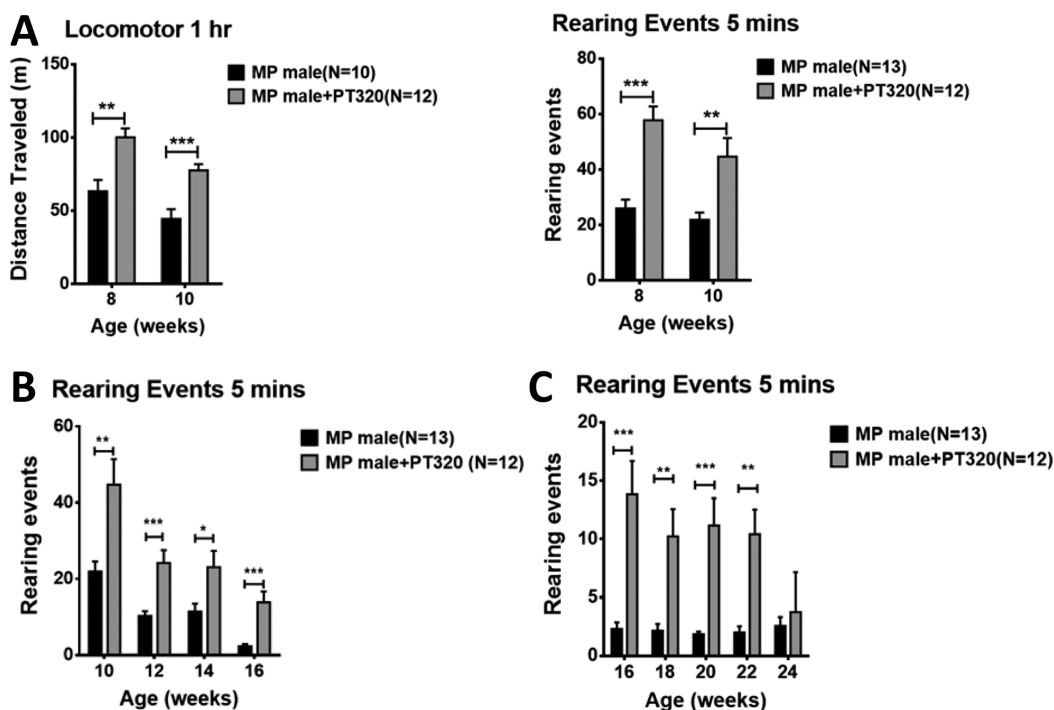 A
Locomotor 1 hr
150
100
50
0
Distance Traveled (m)
**
***
8
10
Age (weeks)
MP male(N=10)
MP male+PT320(N=12)
Rearing Events 5 mins
80
60
40
20
0
Rearing events
***
**
8
10
Age (weeks)
MP male(N=13)
MP male+PT320(N=12)
B
Rearing Events 5 mins
60
40
20
0
Rearing events
**
***
*
***
10
12
14
16
Age (weeks)
MP male(N=13)
MP male+PT320 (N=12)
C
Rearing Events 5 mins
20
15
10
5
0
Rearing events
***
**
***
**
16
18
20
22
24
Age (weeks)
MP male(N=13)
MP male+PT320(N=12)